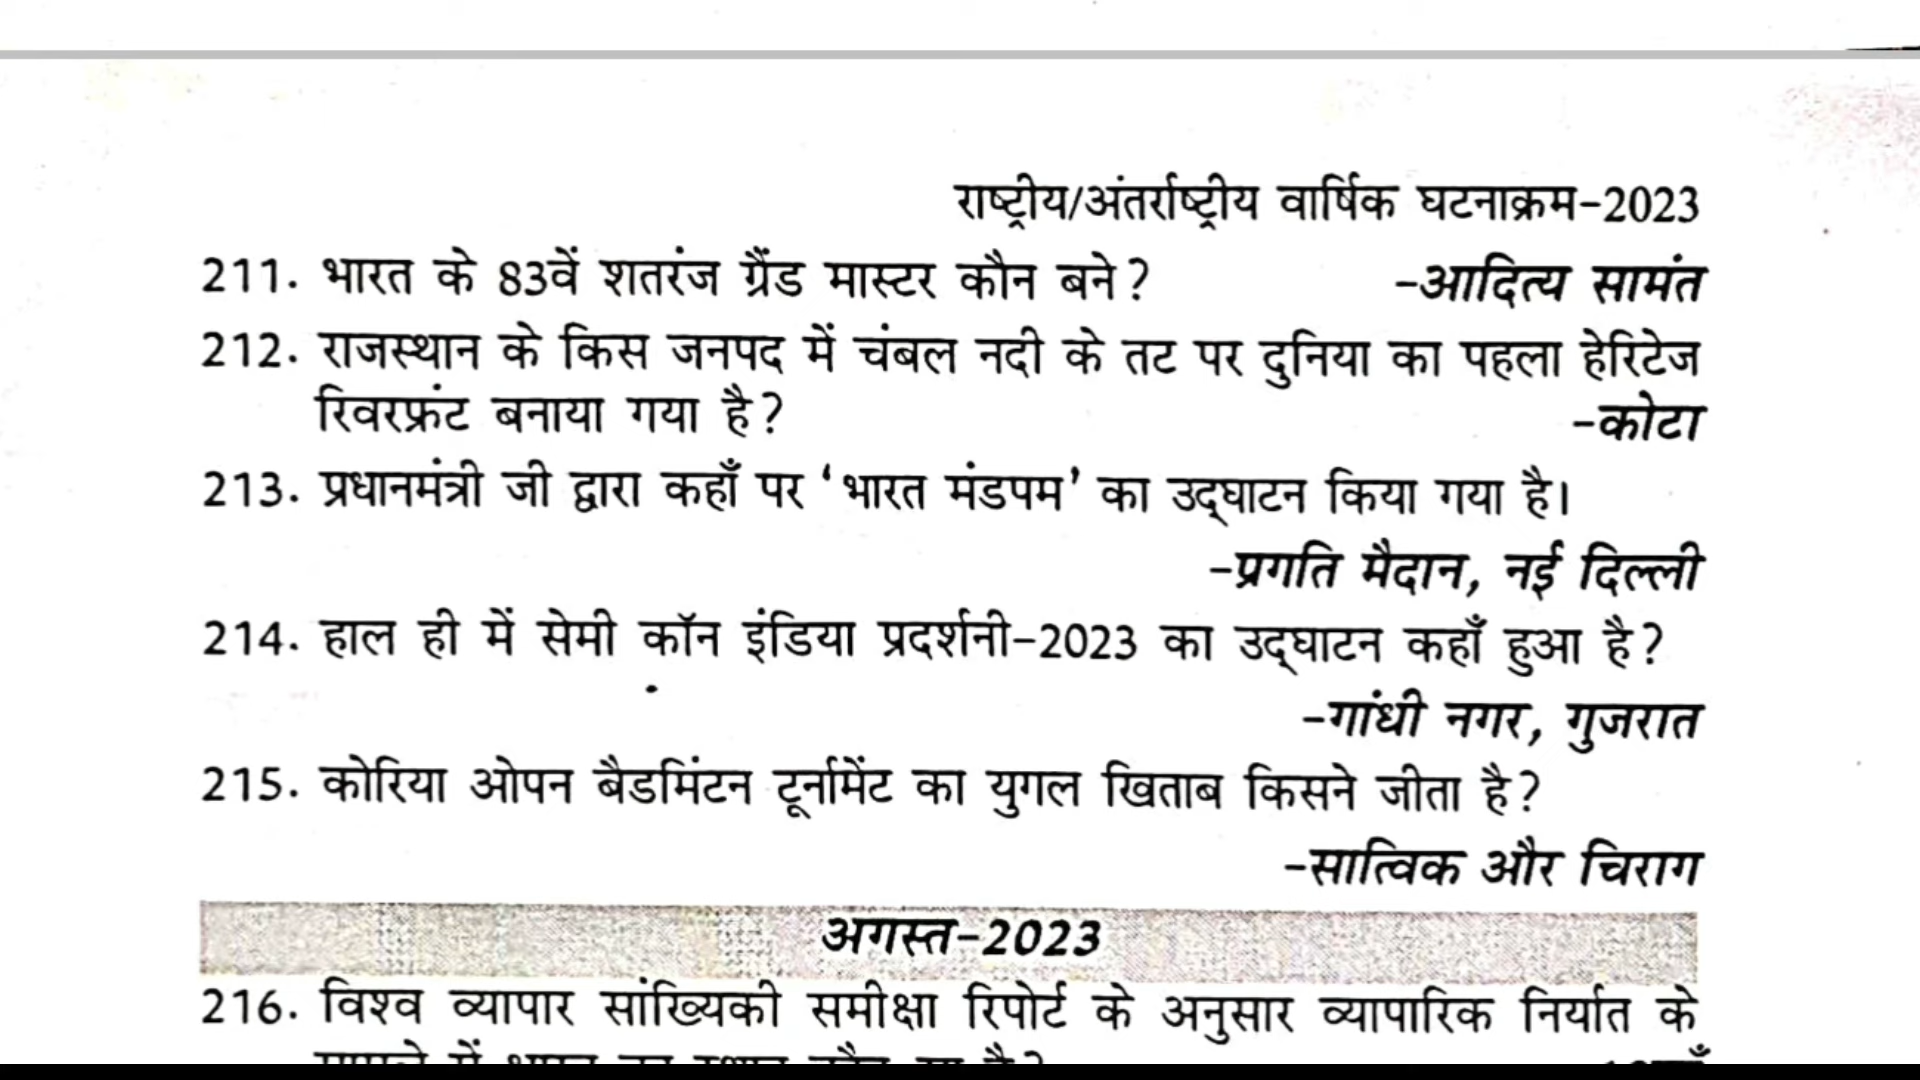 राष्ट्रीय/अंतर्राष्ट्रीय वार्षिक घटनाक्रम-2023
211. भारत के 83वें शतरंज ग्रैंड मास्टर कौन बने? -आदित्य सामंत
212. राजस्थान के किस जनपद में चंबल नदी के तट पर दुनिया का पहला हेरिटेज
रिवरफ्रंट बनाया गया है? -कोटा
213. प्रधानमंत्री जी द्वारा कहाँ पर ‘भारत मंडपम’ का उद्घाटन किया गया है।
-प्रगति मैदान, नई दिल्ली
214. हाल ही में सेमी कॉन इंडिया प्रदर्शनी-2023 का उद्घाटन कहाँ हुआ है?
-गांधी नगर, गुजरात
215. कोरिया ओपन बैडमिंटन टूर्नामेंट का युगल खिताब किसने जीता है?
-सात्विक और चिराग
अगस्त-2023
216. विश्व व्यापार सांख्यिकी समीक्षा रिपोर्ट के अनुसार व्यापारिक निर्यात के